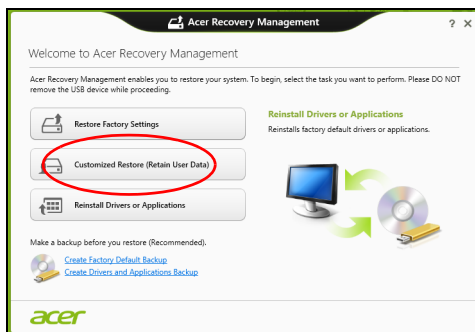 Acer Recovery Management
? X
Welcome to Acer Recovery Management
Acer Recovery Management enables you to restore your system. To begin, select the task you want to perform. Please DO NOT
remove the USB device while proceeding.
Restore Factory Settings
Customized Restore (Retain User Data)
Reinstall Drivers or Applications
Reinstall Drivers or Applications
Reinstalls factory default drivers or applications.
Make a backup before you restore (Recommended).
Create Factory Default Backup
Create Drivers and Applications Backup
acer